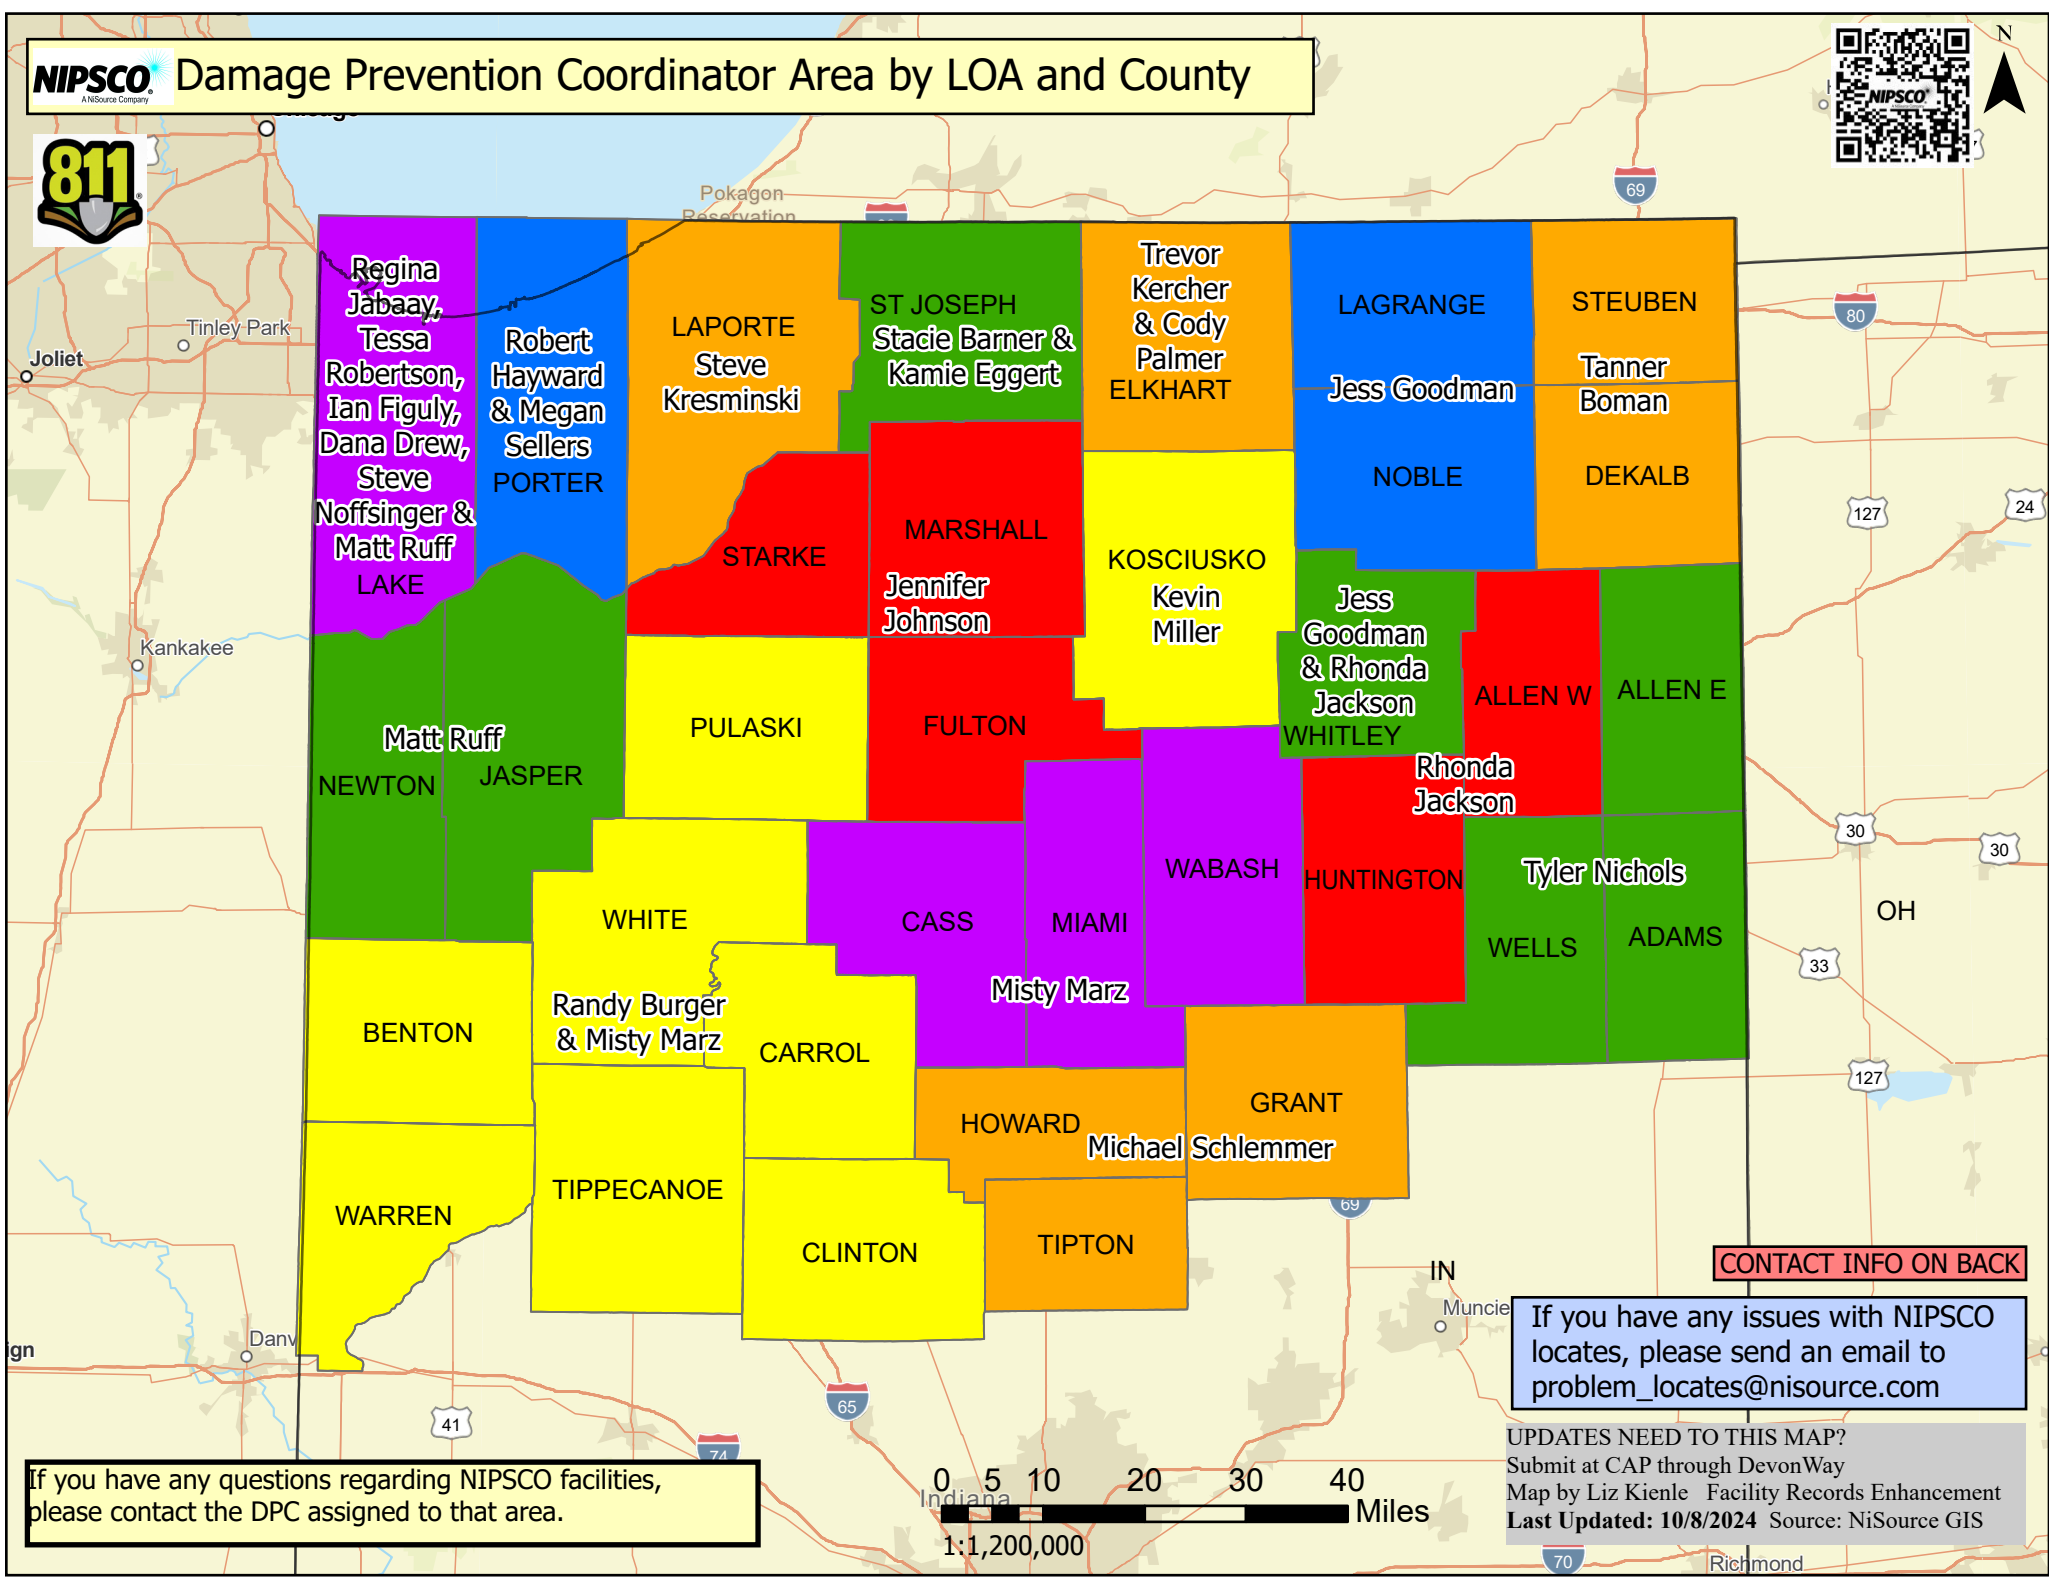 NIPSCO
A NiSource Company
Damage Prevention Coordinator Area by LOA and County
NIPSCO
N
811
Pokagon
Reservation
69
Tinley Park
Joliet
Kankakee
80
127
24
30
30
OH
33
127
Regina
Jabaay,
Tessa
Robertson,
Ian Figuly,
Dana Drew,
Steve
Noffsinger &
Matt Ruff
LAKE
Robert
Hayward
& Megan
Sellers
PORTER
LAPORTE
Steve
Kresminski
ST JOSEPH
Stacie Barner &
Kamie Eggert
Trevor
Kercher
& Cody
Palmer
ELKHART
LAGRANGE
Jess Goodman
NOBLE
STEUBEN
Tanner
Boman
DEKALB
STARKE
MARSHALL
Jennifer
Johnson
KOSCIUSKO
Kevin
Miller
Jess
Goodman
& Rhonda
Jackson
WHITLEY
ALLEN W
ALLEN E
Rhonda
Jackson
Matt Ruff
NEWTON
JASPER
PULASKI
FULTON
WHITE
CASS
MIAMI
WABASH
HUNTINGTON
Tyler Nichols
WELLS
ADAMS
Misty Marz
BENTON
Randy Burger
& Misty Marz
CARROL
HOWARD
GRANT
Michael Schlemmer
WARREN
TIPPECANOE
CLINTON
TIPTON
69
IN
Muncie
Danv
ign
41
65
74
CONTACT INFO ON BACK
If you have any issues with NIPSCO
locates, please send an email to
problem_locates@nisource.com
UPDATES NEED TO THIS MAP?
Submit at CAP through DevonWay
Map by Liz Kienle Facility Records Enhancement
Last Updated: 10/8/2024 Source: NiSource GIS
If you have any questions regarding NIPSCO facilities,
please contact the DPC assigned to that area.
0 5 10 20 30 40
Miles
Indiana
1:1,200,000
70
Richmond